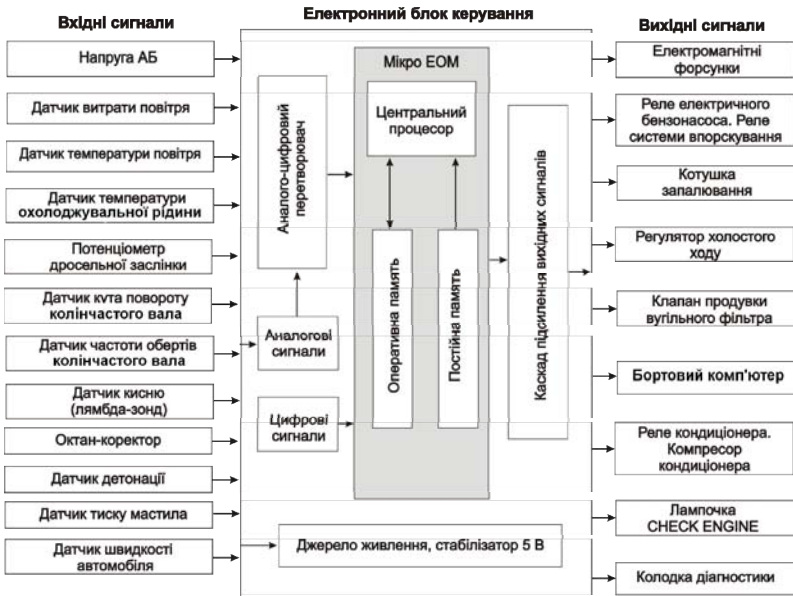 Вхідні сигнали
Напруга АБ
Датчик витрати повітря
Датчик температури повітря
Датчик температури
охолоджувальної рідини
Потенціометр
дросельної заслінки
Датчик кута повороту
колінчастого вала
Датчик частоти обертів
колінчастого вала
Датчик кисню
(лямбда-зонд)
Октан-коректор
Датчик детонації
Датчик тиску мастила
Датчик швидкості
автомобіля
Електронний блок керування
Аналого-цифровий
перетворювач
Аналогові
сигнали
Цифрові
сигнали
Мікро ЕОМ
Центральний
процесор
Оперативна память
Постійна память
Каскад підсилення вихідних сигналів
Джерело живлення, стабілізатор 5 В
Вихідні сигнали
Електромагнітні
форсунки
Реле електричного
бензонасоса. Реле
системи впорскування
Котушка
запалювання
Регулятор холостого
ходу
Клапан продувки
вугільного фільтра
Бортовий комп'ютер
Реле кондиціонера.
Компресор
кондиціонера
Лампочка
CHECK ENGINE
Колодка діагностики